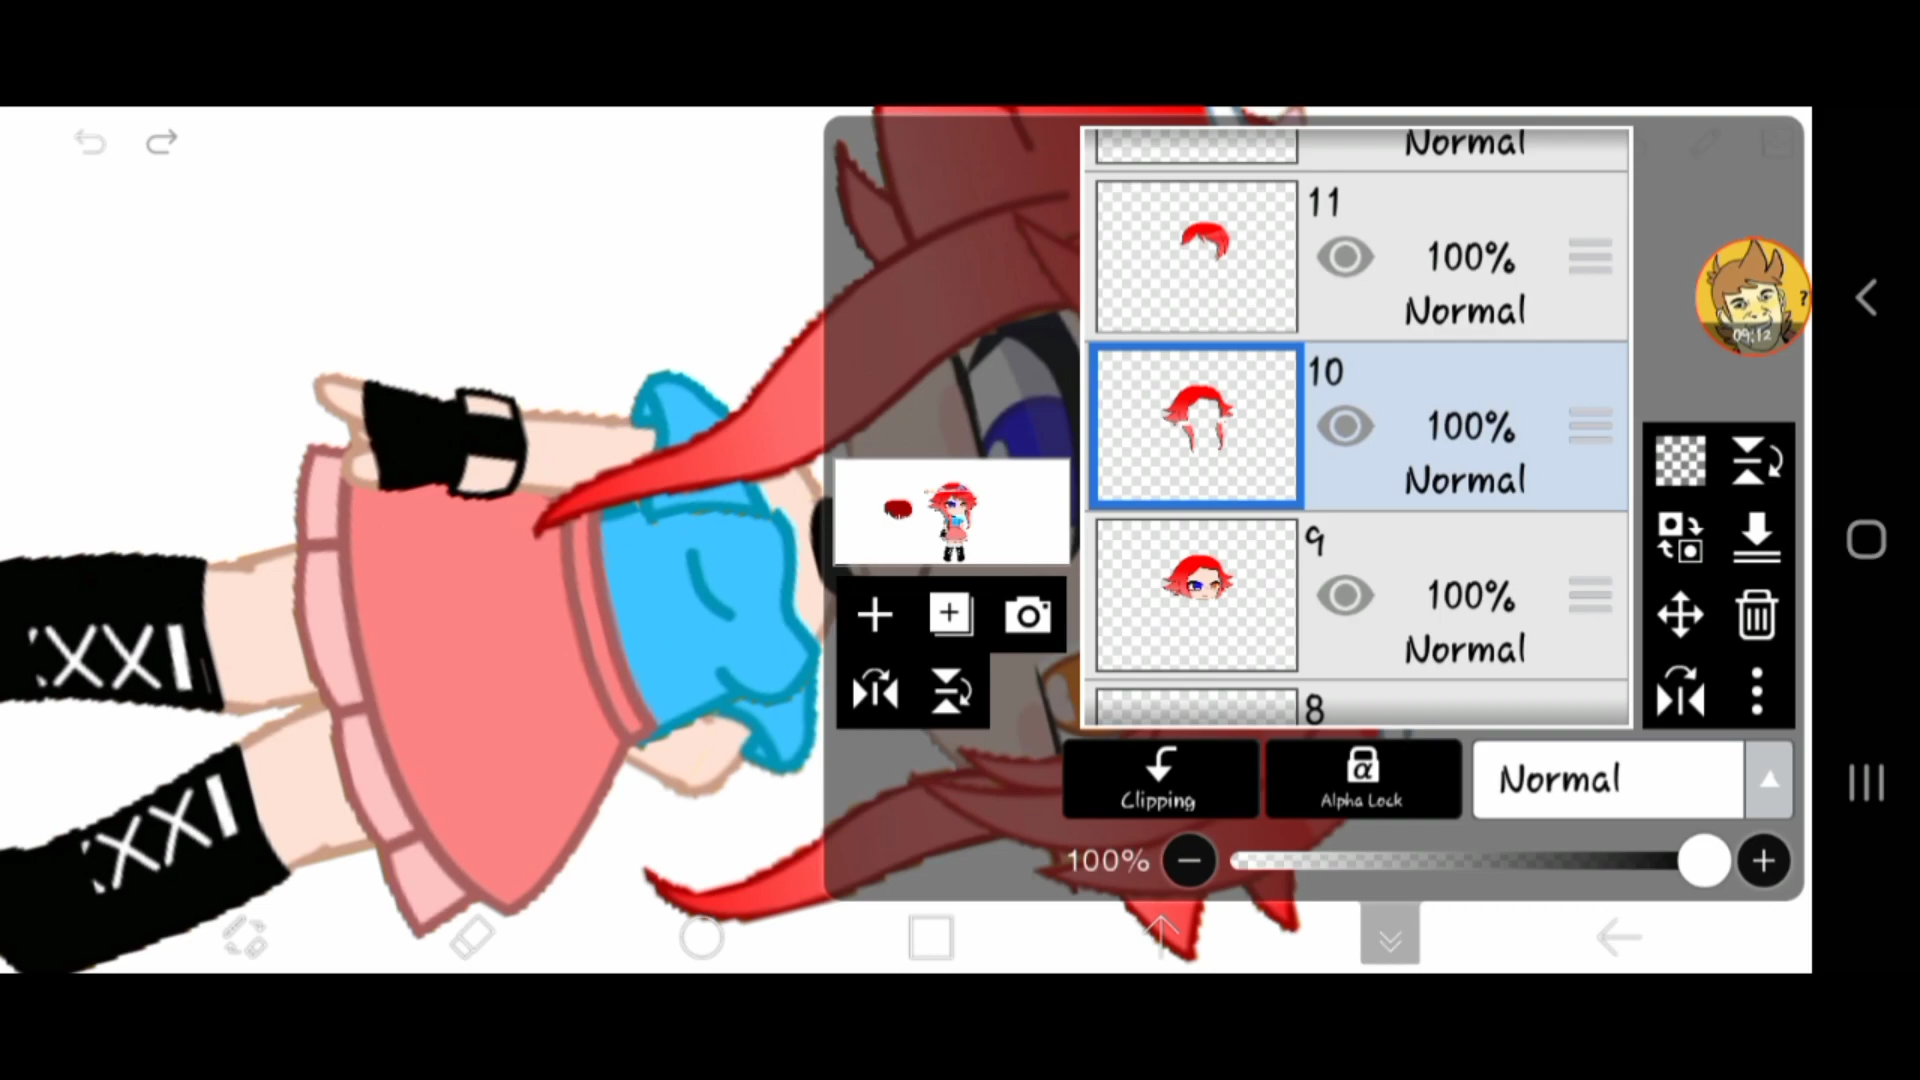 Normal
11
100%
Normal
10
100%
Normal
9
100%
Normal
8
Clipping
α
Alpha Lock
Normal
100%
?
09:12
XXI
XXI